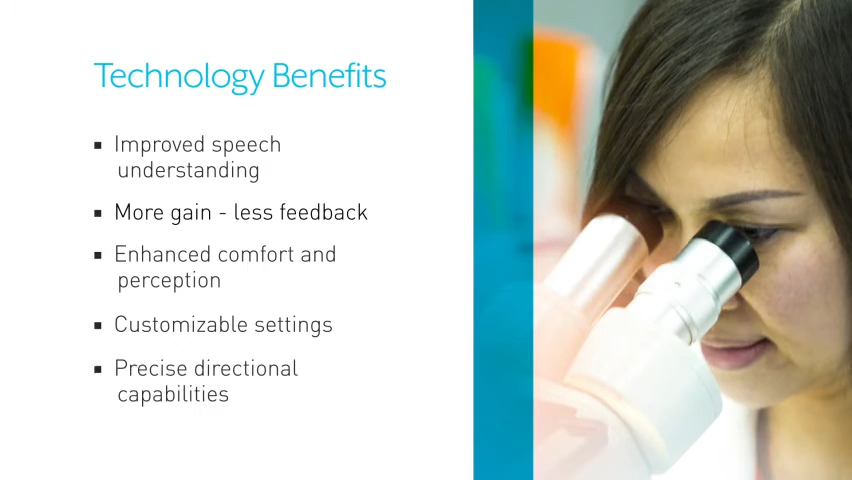 Technology Benefits
▪ Improved speech
understanding
▪ More gain - less feedback
▪ Enhanced comfort and
perception
▪ Customizable settings
▪ Precise directional
capabilities